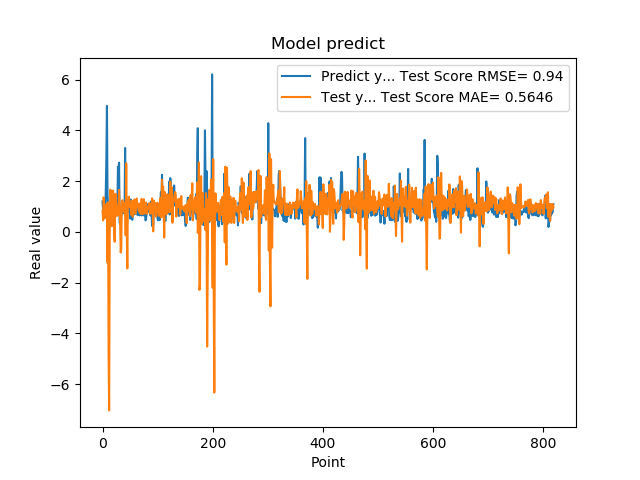 Model predict
Predict y... Test Score RMSE= 0.94
Test y... Test Score MAE= 0.5646
6
4
2
0
−2
−4
−6
Real value
0 200 400 600 800
Point